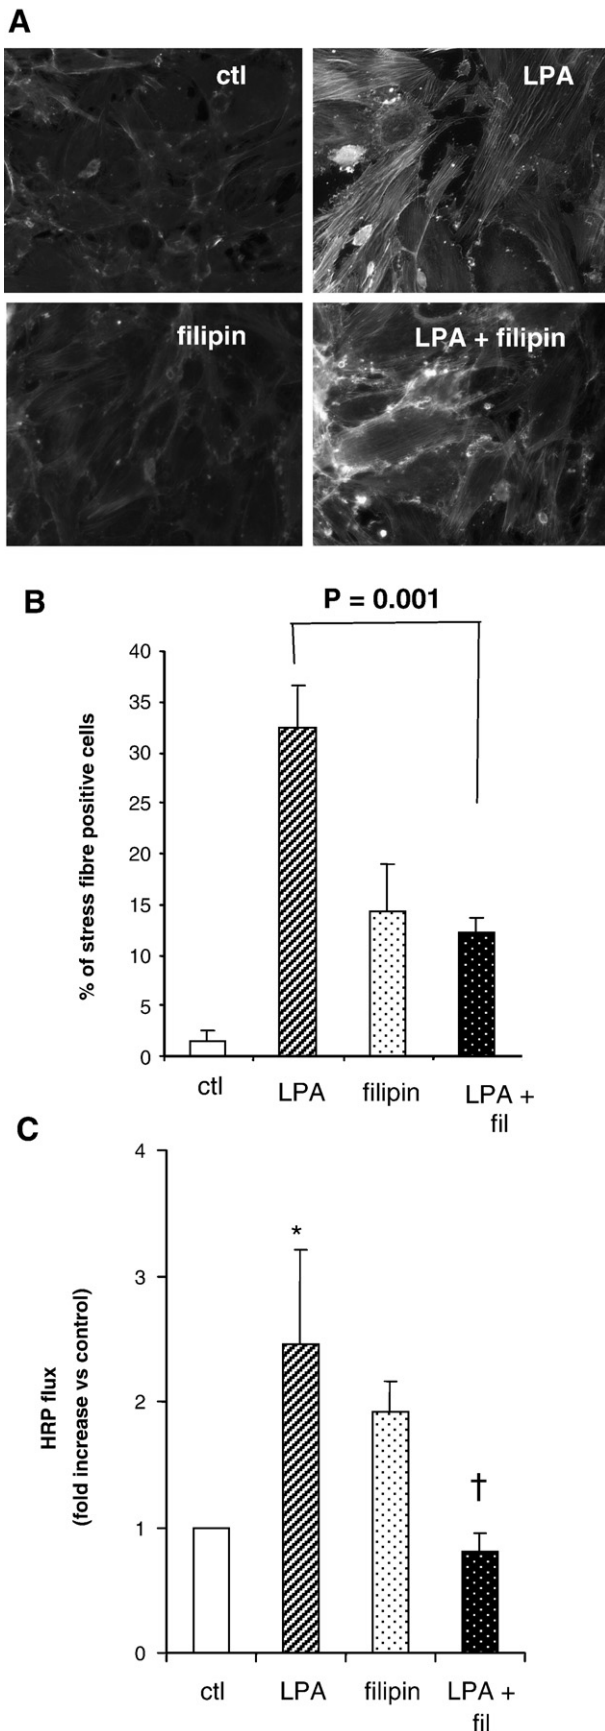 A
ctl
LPA
filipin
LPA + filipin
B
P = 0.001
40
35
30
25
20
15
10
5
0
% of stress fibre positive cells
ctl
LPA
filipin
LPA +
fil
C
4
3
2
1
0
HRP flux
(fold increase vs control)
*
†
ctl
LPA
filipin
LPA +
fil